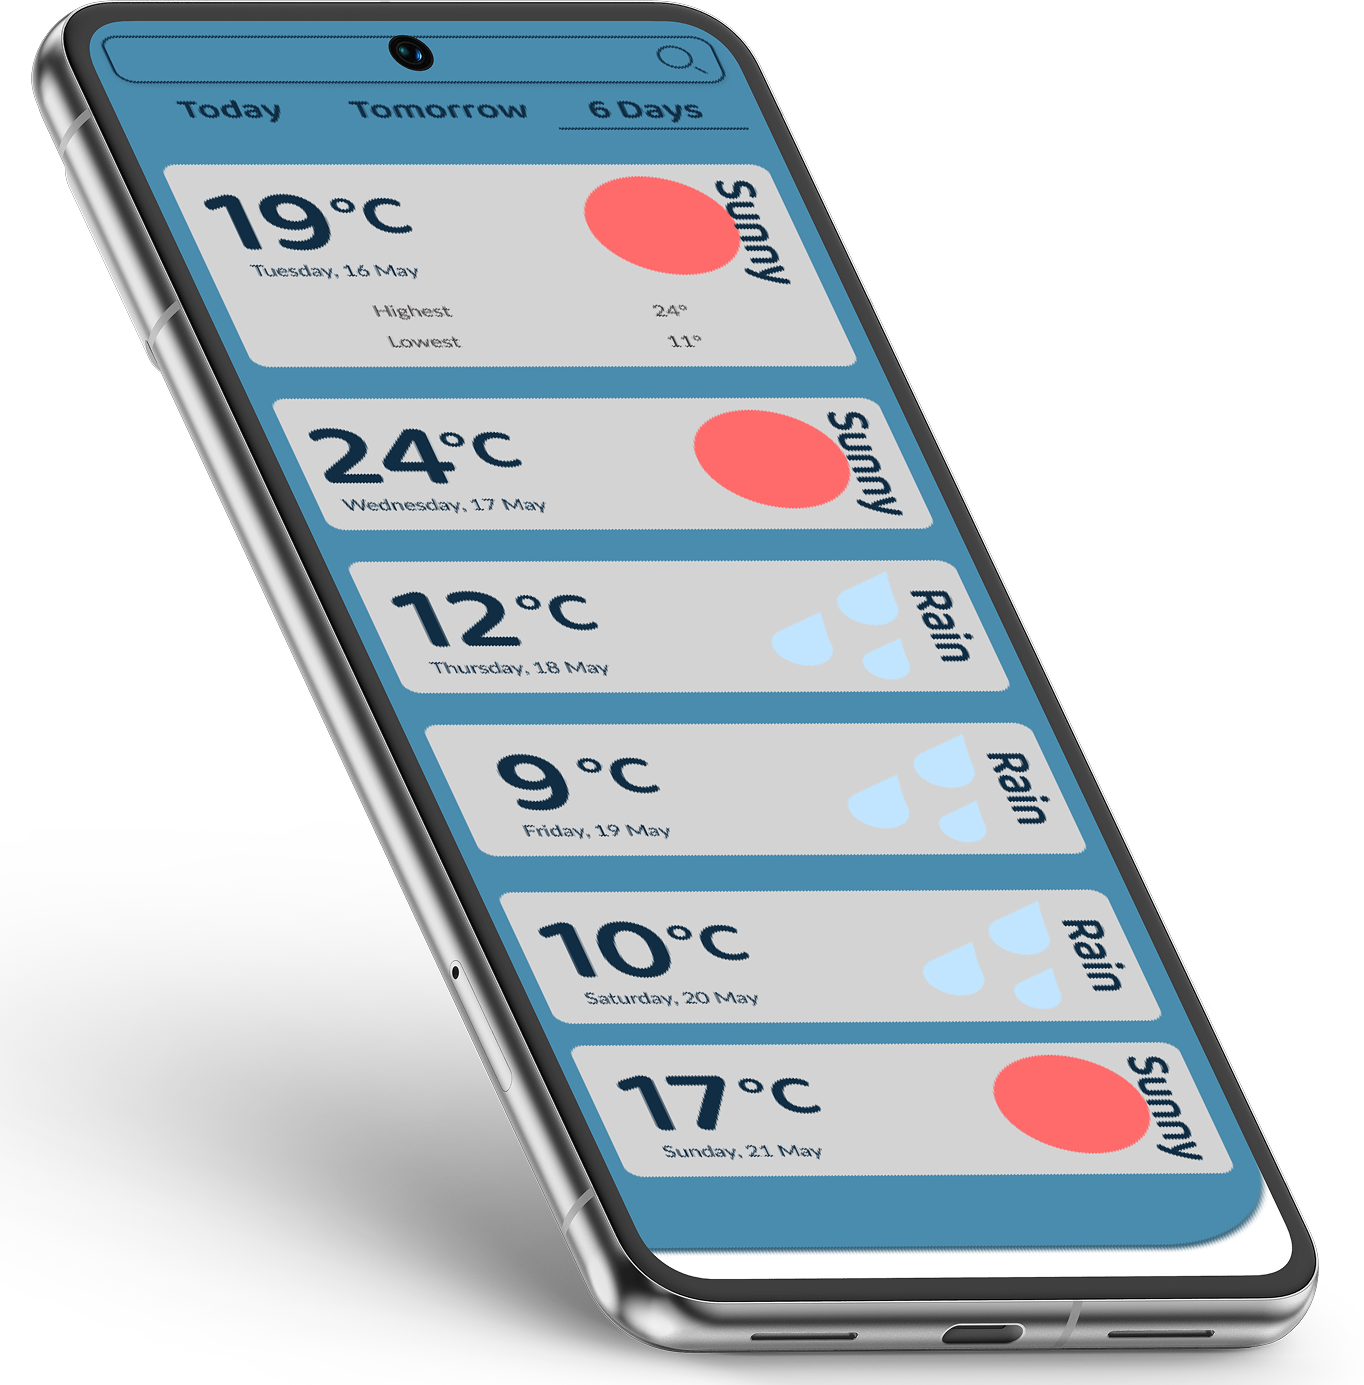 Today Tomorrow 6 Days
19°C
Sunny
Tuesday, 16 May
Highest 24°
Lowest 11°
24°C
Sunny
Wednesday, 17 May
12°C
Rain
Thursday, 18 May
9°C
Rain
Friday, 19 May
10°C
Rain
Saturday, 20 May
17°C
Sunny
Sunday, 21 May